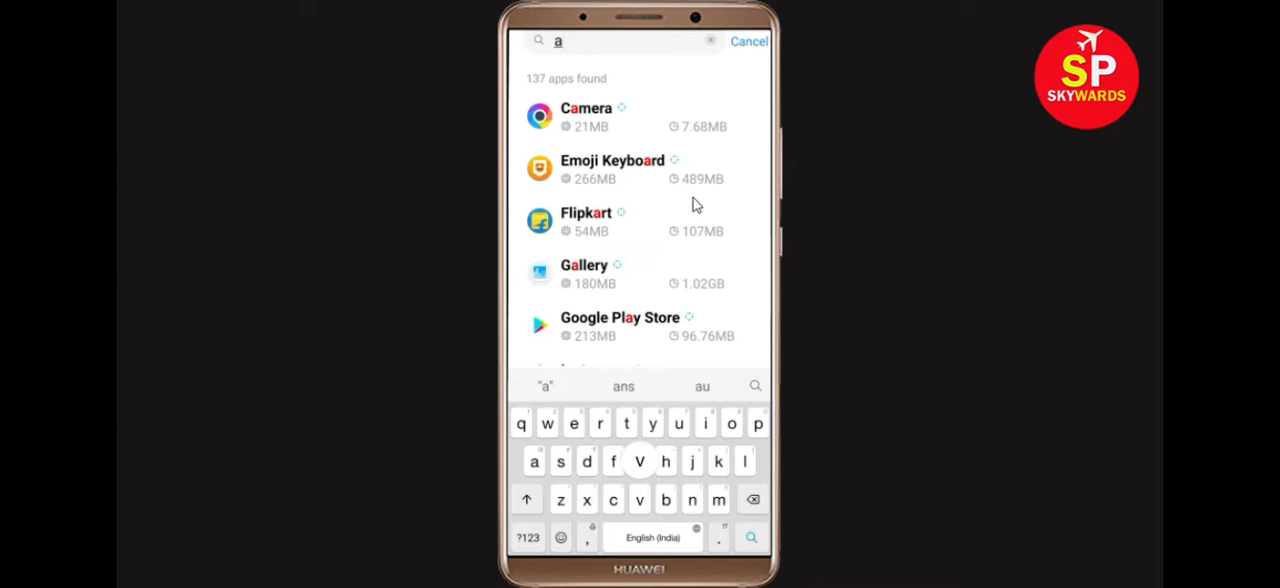 a
Cancel
137 apps found
Camera
21MB 7.68MB
Emoji Keyboard
266MB 489MB
Flipkart
54MB 107MB
Gallery
180MB 1.02GB
Google Play Store
213MB 96.76MB
"a" ans au
q w e r t y u i o p
a s d f v h j k l
z x c v b n m
?123 , English (India) .
HUAWEI
SP
SKYWARDS